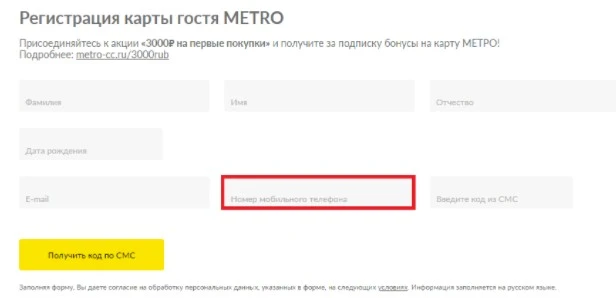 Регистрация карты гостя METRO
Присоединяйтесь к акции «3000₽ на первые покупки» и получите за подписку бонусы на карту МЕТРО!
Подробнее: metro-cc.ru/3000rub
Фамилия Имя Отчество
Дата рождения
E-mail Номер мобильного телефона Введите код из СМС
Получить код по СМС
Заполняя форму, Вы даете согласие на обработку персональных данных, указанных в форме, на следующих условиях. Информация заполняется на русском языке.